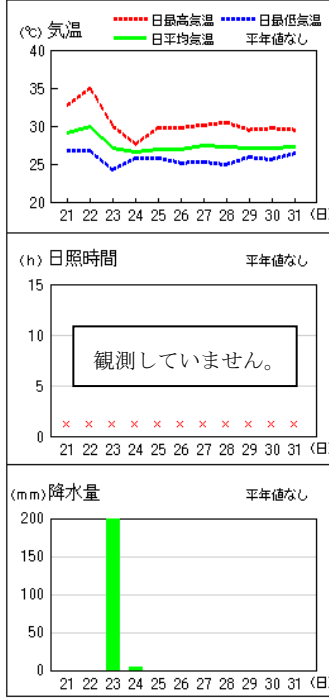 (℃) 気温
日最高気温 日最低気温
日平均気温 平年値なし
40
35
30
25
20
21 22 23 24 25 26 27 28 29 30 31 (日
(h) 日照時間 平年値なし
15
10
観測していません。
5
0
21 22 23 24 25 26 27 28 29 30 31 (日
(mm) 降水量 平年値なし
200
150
100
50
0
21 22 23 24 25 26 27 28 29 30 31 (日